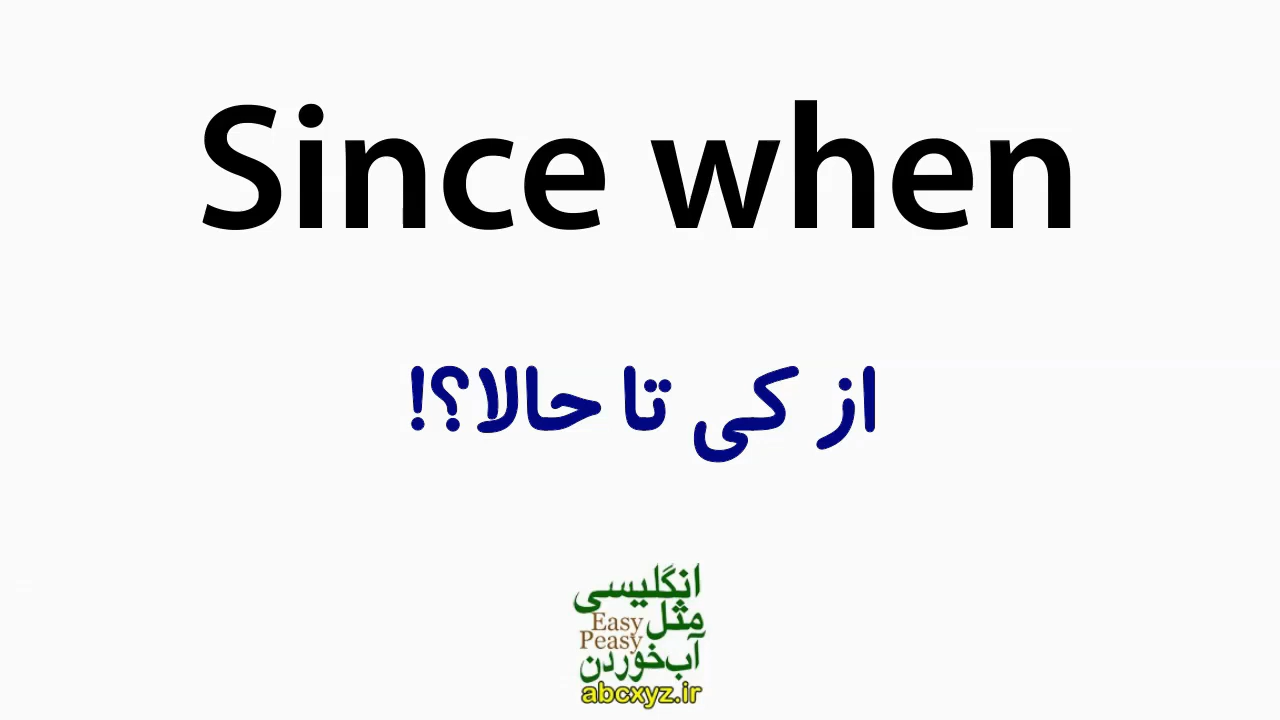 Since when
از کی تا حالا؟!
انگلیسی
مثل
Easy
Peasy
آب‌خوردن
abcxyz.ir